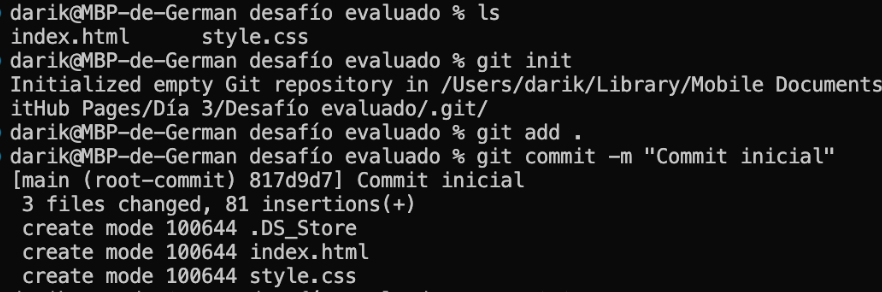 darik@MBP-de-German desafío evaluado % ls
index.html      style.css
darik@MBP-de-German desafío evaluado % git init
Initialized empty Git repository in /Users/darik/Library/Mobile Documents
itHub Pages/Día 3/Desafío evaluado/.git/
darik@MBP-de-German desafío evaluado % git add .
darik@MBP-de-German desafío evaluado % git commit -m "Commit inicial"
[main (root-commit) 817d9d7] Commit inicial
 3 files changed, 81 insertions(+)
 create mode 100644 .DS_Store
 create mode 100644 index.html
 create mode 100644 style.css